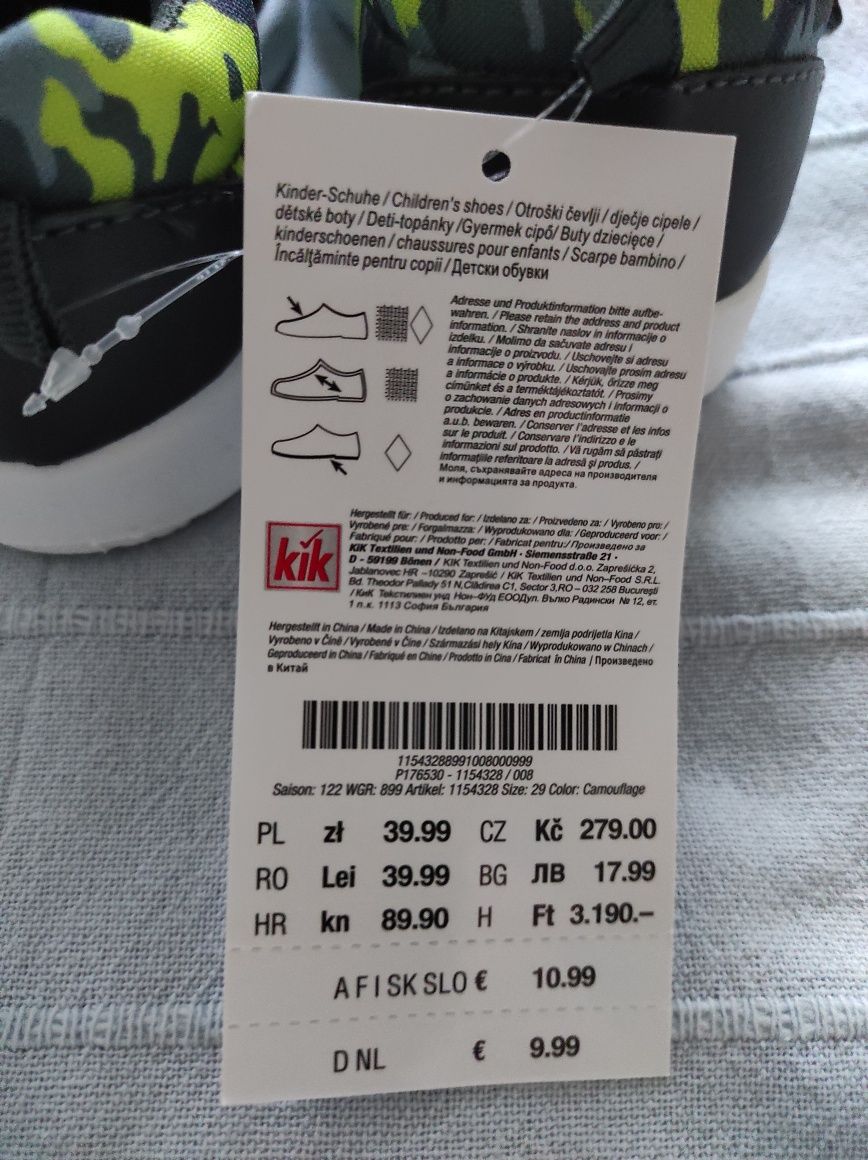 Kinder-Schuhe / Children's shoes / Otroški čevlji / dječje cipele /
dětské boty / Deti-topánky /Gyermek cipő/ Buty dziecięce /
kinderschoenen / chaussures pour enfants / Scarpe bambino /
Încălțăminte pentru copii / Детски обувки
Adresse und Produktinformation bitte aufbe-
wahren. / Please retain the address and product
information. / Shranite naslov in informacije o
izdelku. / Molimo da sačuvate adresu i
informacije o proizvodu. / Uschovejte si adresu
a informace o výrobku. / Uschovajte prosím adresu
a informácie o produkte. / Kérjük, őrizze meg
címünket és a terméktájékoztatót. / Prosimy
o zachowanie danych adresowych i informacji o
produkcie. / Adres en productinformatie
a.u.b. bewaren. / Conserver l'adresse et les infos
sur le produit. / Conservare l'indirizzo e le
informazioni sul prodotto. / Vă rugăm să păstrați
informațiile referitoare la adresă și produs. /
Моля, съхранявайте адреса на производителя
и информацията за продукта.
kik
Hergestellt für: / Produced for: / Izdelano za: / Proizvedeno za: / Vyrobeno pro: /
Vyrobené pre: / Forgalmazza: / Wyprodukowano dla: /Geproduceerd voor: /
Fabriqué pour: / Prodotto per: / Fabricat pentru:/ Произведено за
KiK Textilien und Non-Food GmbH · Siemensstraße 21 ·
D - 59199 Bönen / KiK Textilien und Non-Food d.o.o. Zaprešićka 2,
Jablanovec HR –10290 Zaprešić / KiK Textilien und Non–Food S.R.L.
Bd. Theodor Pallady 51 N,Clădirea C1, Sector 3,RO – 032 258 București
/ КиК Текстилиен унд Нон–Фуд ЕООДул. Вълко Радински № 12, ет.
1 п.к. 1113 София България
Hergestellt in China / Made in China / Izdelano na Kitajskem / zemlja podrijetla Kina /
Vyrobeno v Číně / Vyrobené v Číne / Származási hely Kína / Wyprodukowano w Chinach /
Geproduceerd in China / Fabriqué en Chine / Prodotto in Cina / Fabricat în China / Произведено
в Китай
11543288991008000999
P176530 - 1154328 / 008
Saison: 122 WGR: 899 Artikel: 1154328 Size: 29 Color: Camouflage
PL zł 39.99 CZ Kč 279.00
RO Lei 39.99 BG ЛВ 17.99
HR kn 89.90 H Ft 3.190.–
A F I SK SLO € 10.99
D NL € 9.99